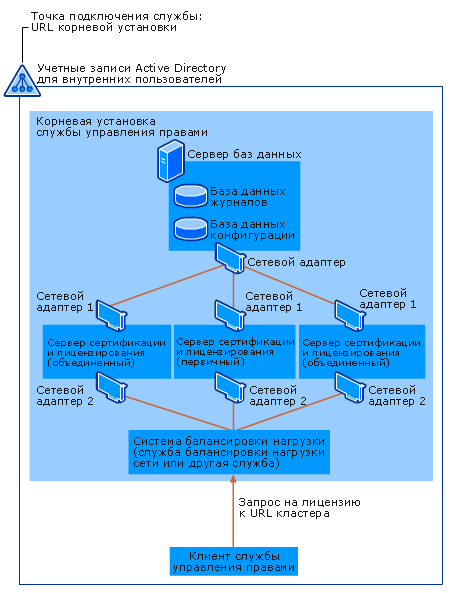 Точка подключения службы:
URL корневой установки
Учетные записи Active Directory
для внутренних пользователей
Корневая установка
службы управления правами
Сервер баз данных
База данных
журналов
База данных
конфигурации
Сетевой адаптер
Сетевой
адаптер 1
Сетевой
адаптер 1
Сетевой
адаптер 1
Сервер сертификации
и лицензирования
(объединенный)
Сервер сертификации
и лицензирования
(первичный)
Сервер сертификации
и лицензирования
(объединенный)
Сетевой
адаптер 2
Сетевой
адаптер 2
Сетевой
адаптер 2
Система балансировки нагрузки
(служба балансировки нагрузки
сети или другая служба)
Запрос на лицензию
к URL кластера
Клиент службы
управления правами